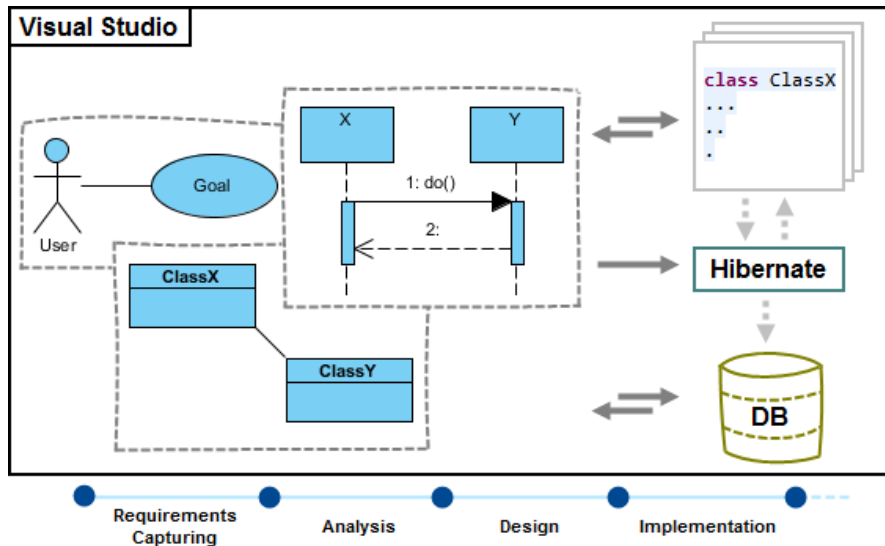 Visual Studio
User
Goal
X
Y
1: do()
2:
ClassX
ClassY
class ClassX
...
..
.
Hibernate
DB
Requirements
Capturing
Analysis
Design
Implementation